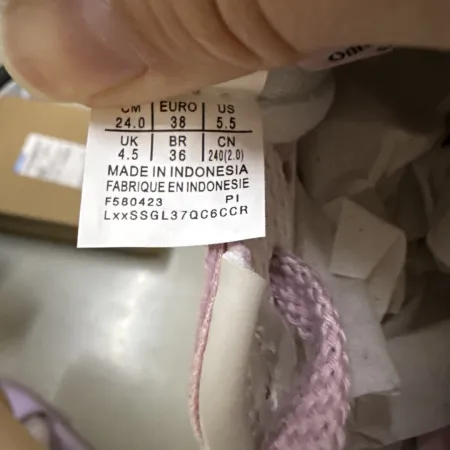 CM EURO US
24.0 38 5.5
UK BR CN
4.5 36 240(2.0)
MADE IN INDONESIA
FABRIQUE EN INDONESIE
F580423 PI
LxxSSGL37QC6CCR